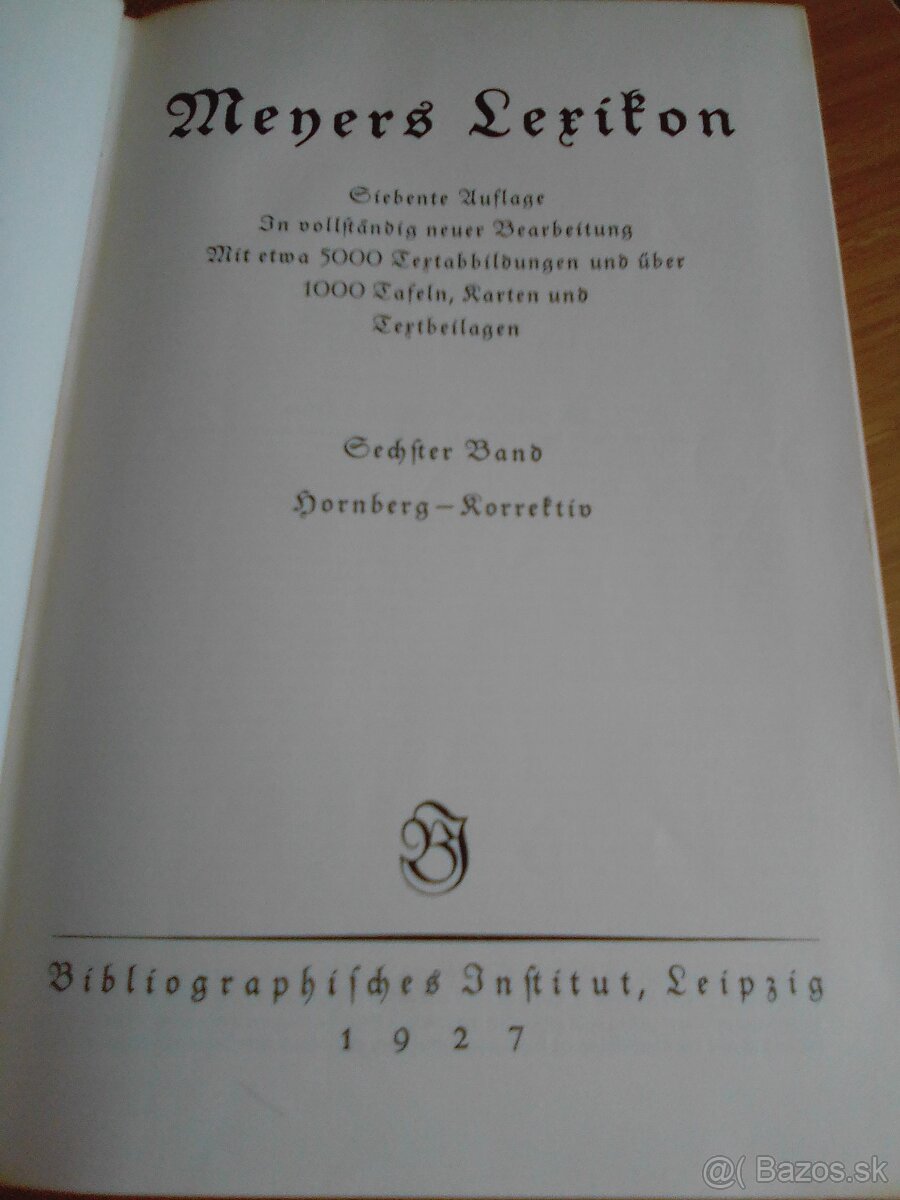 Meyers Lexikon
Siebente Auflage
In vollſtändig neuer Bearbeitung
Mit etwa 5000 Textabbildungen und über
1000 Tafeln, Karten und
Textbeilagen
Sechſter Band
Hornberg – Korrektiv
BI
Bibliographiſches Inſtitut, Leipzig
1927
@( Bazos.sk